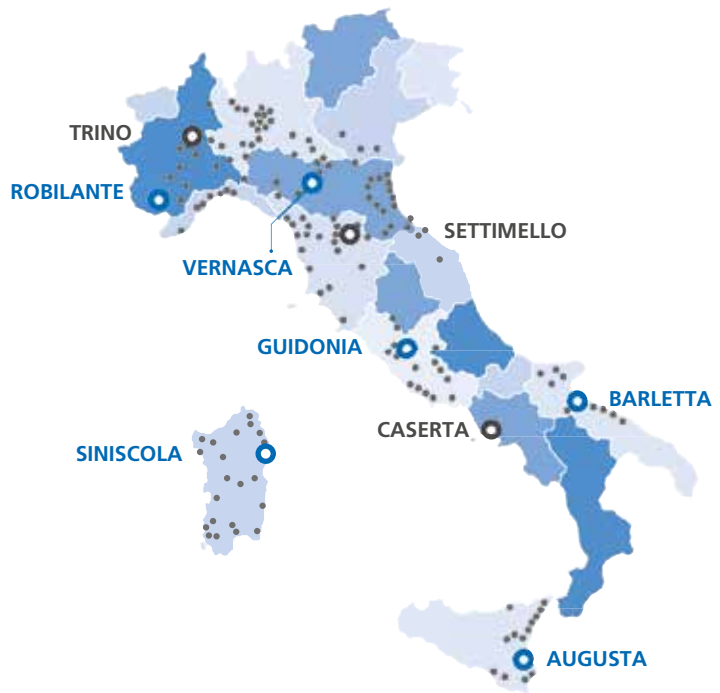 TRINO
ROBILANTE
SETTIMELLO
VERNASCA
GUIDONIA
BARLETTA
CASERTA
SINISCOLA
AUGUSTA